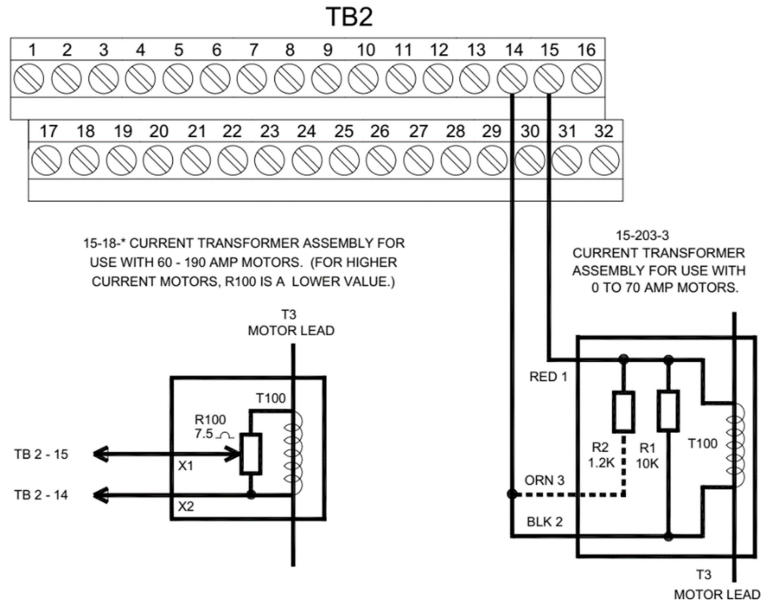 TB2
1 2 3 4 5 6 7 8 9 10 11 12 13 14 15 16
17 18 19 20 21 22 23 24 25 26 27 28 29 30 31 32
15-18-* CURRENT TRANSFORMER ASSEMBLY FOR
USE WITH 60 - 190 AMP MOTORS. (FOR HIGHER
CURRENT MOTORS, R100 IS A LOWER VALUE.)
T3
MOTOR LEAD
T100
R100
7.5
TB 2 - 15
X1
TB 2 - 14
X2
15-203-3
CURRENT TRANSFORMER
ASSEMBLY FOR USE WITH
0 TO 70 AMP MOTORS.
RED 1
R2
1.2K
R1
10K
T100
ORN 3
BLK 2
T3
MOTOR LEAD